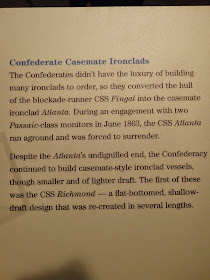 Confederate Casemate Ironclads
The Confederates didn't have the luxury of building
many ironclads to order, so they converted the hull
of the blockade-runner CSS Fingal into the casemate
ironclad Atlanta. During an engagement with two
Passaic-class monitors in June 1863, the CSS Atlanta
ran aground and was forced to surrender.
Despite the Atlanta's undignified end, the Confederacy
continued to build casemate-style ironclad vessels,
though smaller and of lighter draft. The first of these
was the CSS Richmond — a flat-bottomed, shallow-
draft design that was re-created in several lengths.